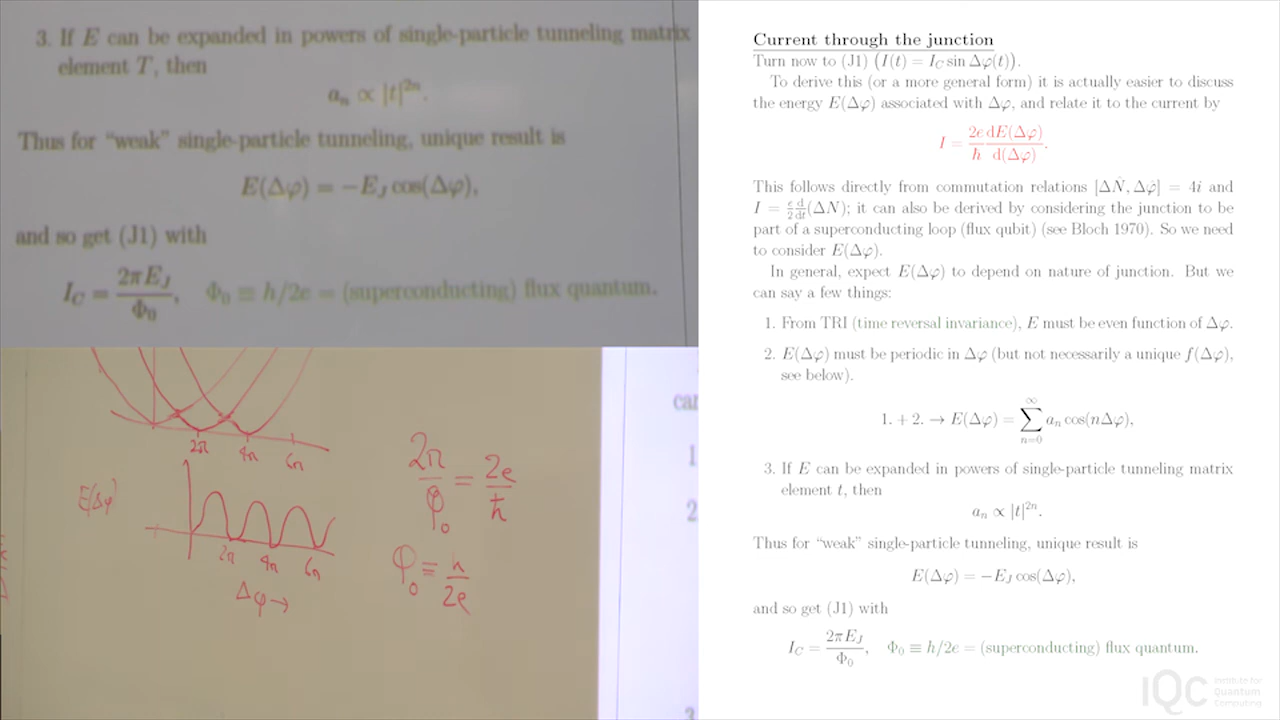 3. If E can be expanded in powers of single-particle tunneling matrix
element T, then
aₙ ∝ |t|²ⁿ.
Thus for “weak” single-particle tunneling, unique result is
E(Δφ) = −E_J cos(Δφ),
and so get (J1) with
I_C = 2πE_J/Φ₀, Φ₀ ≡ h/2e = (superconducting) flux quantum.
2π 4π 6π
E(Δφ)
2π 4π 6π
Δφ→
2π/φ₀ = 2e/ħ
φ₀ = h/2e
can
1
2
3
Current through the junction
Turn now to (J1) (I(t) = I_C sin Δφ(t)).
To derive this (or a more general form) it is actually easier to discuss
the energy E(Δφ) associated with Δφ, and relate it to the current by
I = 2e/h dE(Δφ)/d(Δφ).
This follows directly from commutation relations [ΔN̂, Δφ̂] = 4i and
I = e/2 d/dt(ΔN); it can also be derived by considering the junction to be
part of a superconducting loop (flux qubit) (see Bloch 1970). So we need
to consider E(Δφ).
In general, expect E(Δφ) to depend on nature of junction. But we
can say a few things:
1. From TRI (time reversal invariance), E must be even function of Δφ.
2. E(Δφ) must be periodic in Δφ (but not necessarily a unique f(Δφ),
see below).
1. + 2. → E(Δφ) = ∑_{n=0}^{∞} aₙ cos(nΔφ),
3. If E can be expanded in powers of single-particle tunneling matrix
element t, then
aₙ ∝ |t|²ⁿ.
Thus for “weak” single-particle tunneling, unique result is
E(Δφ) = −E_J cos(Δφ),
and so get (J1) with
I_C = 2πE_J/Φ₀, Φ₀ ≡ h/2e = (superconducting) flux quantum.
IQC Institute for
Quantum
Computing